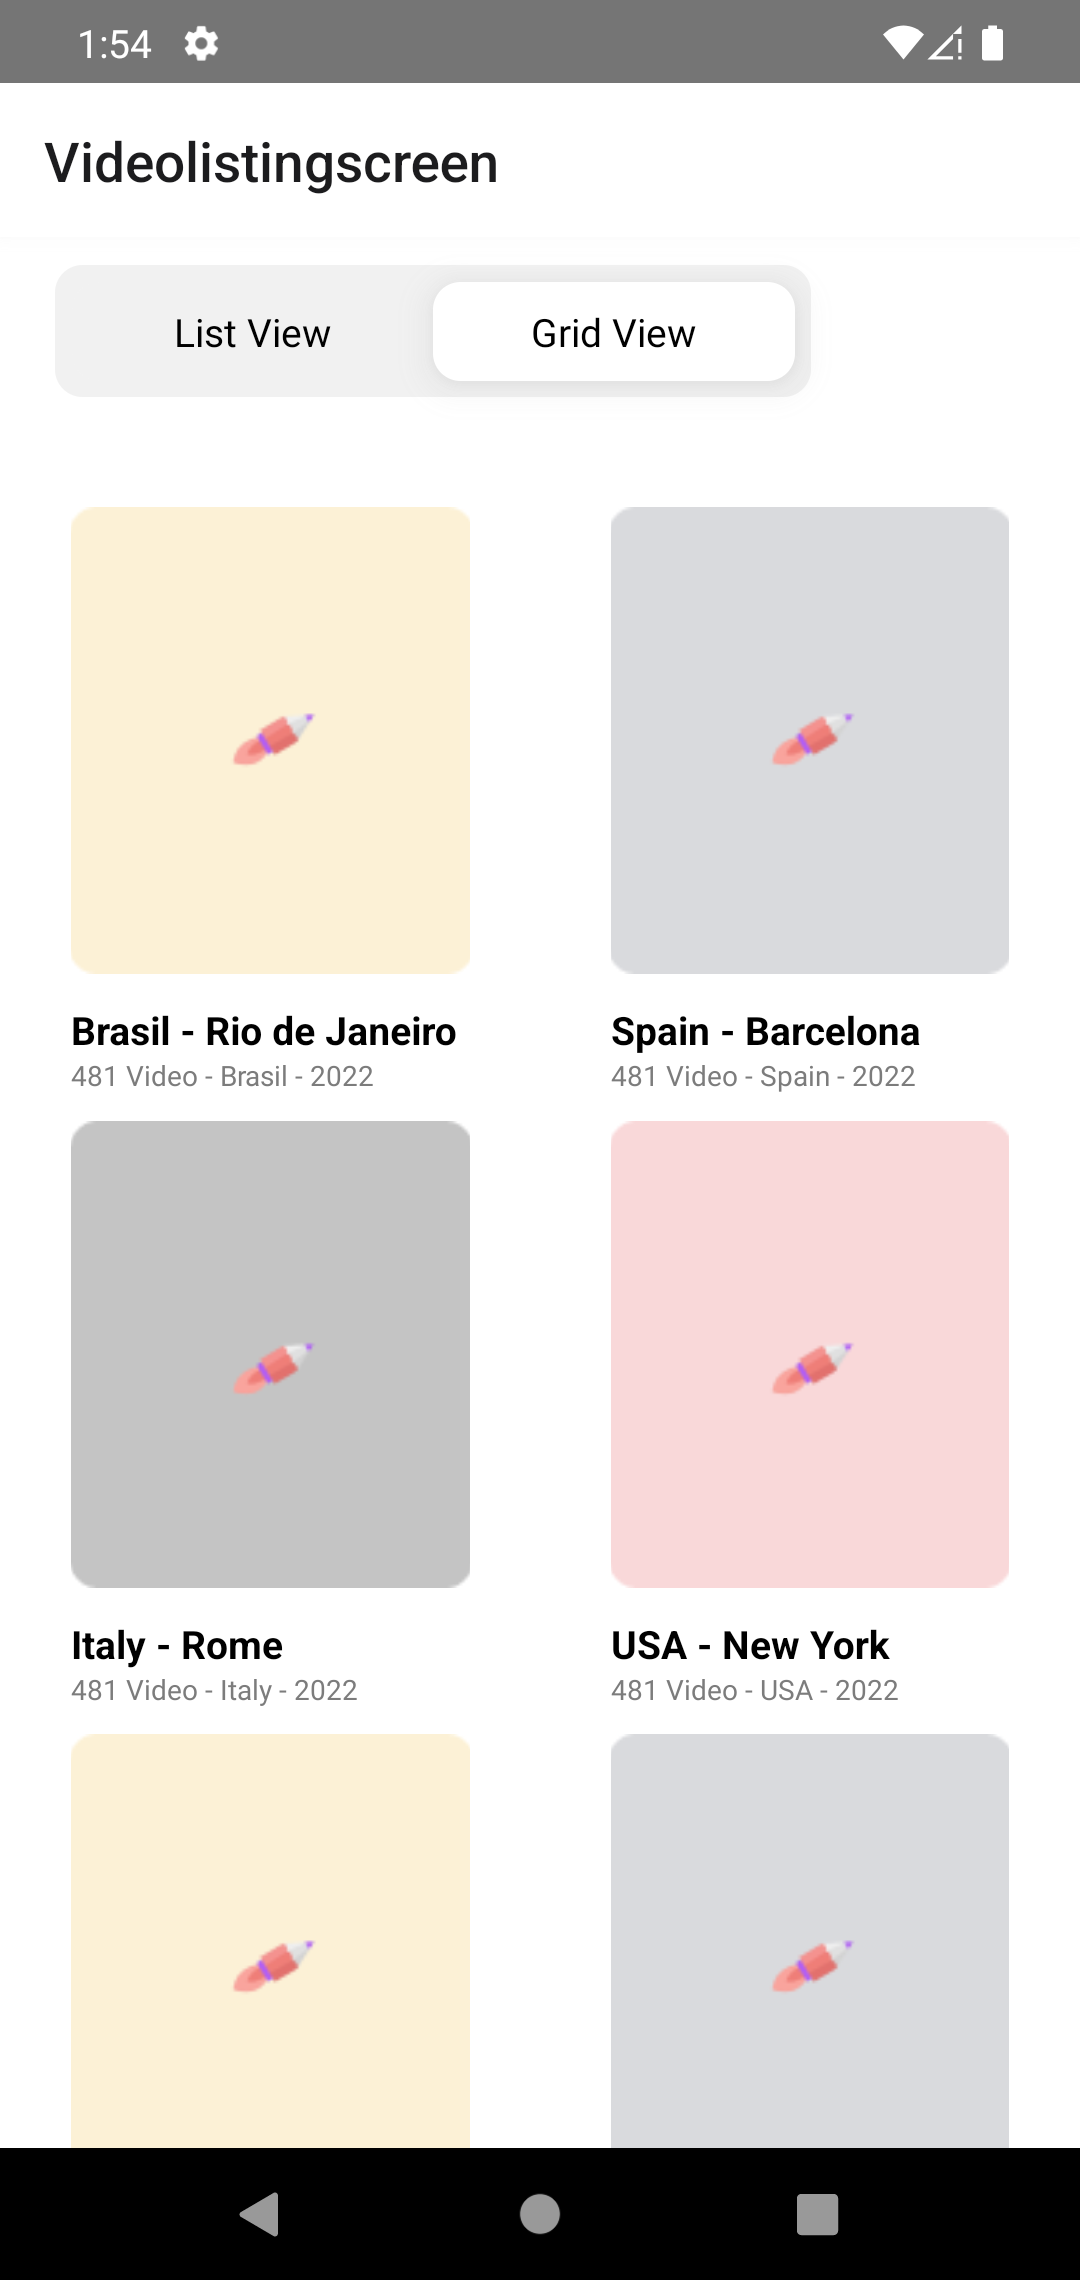 1:54
Videolistingscreen
List View Grid View
Brasil - Rio de Janeiro Spain - Barcelona
481 Video - Brasil - 2022 481 Video - Spain - 2022
Italy - Rome USA - New York
481 Video - Italy - 2022 481 Video - USA - 2022